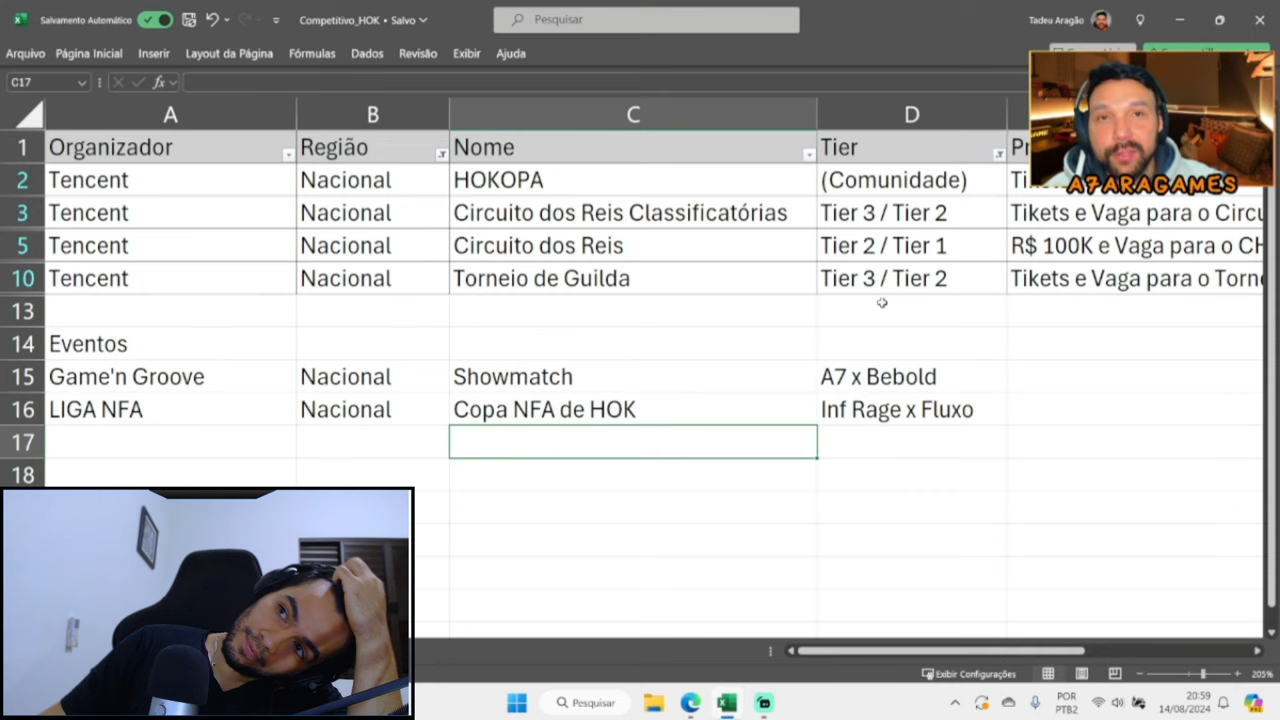 Salvamento Automático
Competitivo_HOK • Salvo
Pesquisar
Tadeu Aragão
Arquivo Página Inicial Inserir Layout da Página Fórmulas Dados Revisão Exibir Ajuda
C17 fx
A B C D
1 Organizador Região Nome Tier
2 Tencent Nacional HOKOPA (Comunidade)
3 Tencent Nacional Circuito dos Reis Classificatórias Tier 3 / Tier 2 Tikets e Vaga para o Circu
5 Tencent Nacional Circuito dos Reis Tier 2 / Tier 1 R$ 100K e Vaga para o CH
10 Tencent Nacional Torneio de Guilda Tier 3 / Tier 2 Tikets e Vaga para o Torne
13
14 Eventos
15 Game'n Groove Nacional Showmatch A7 x Bebold
16 LIGA NFA Nacional Copa NFA de HOK Inf Rage x Fluxo
17
18
A7ARAGAMES
Exibir Configurações
205%
Pesquisar
POR
PTB2
20:59
14/08/2024